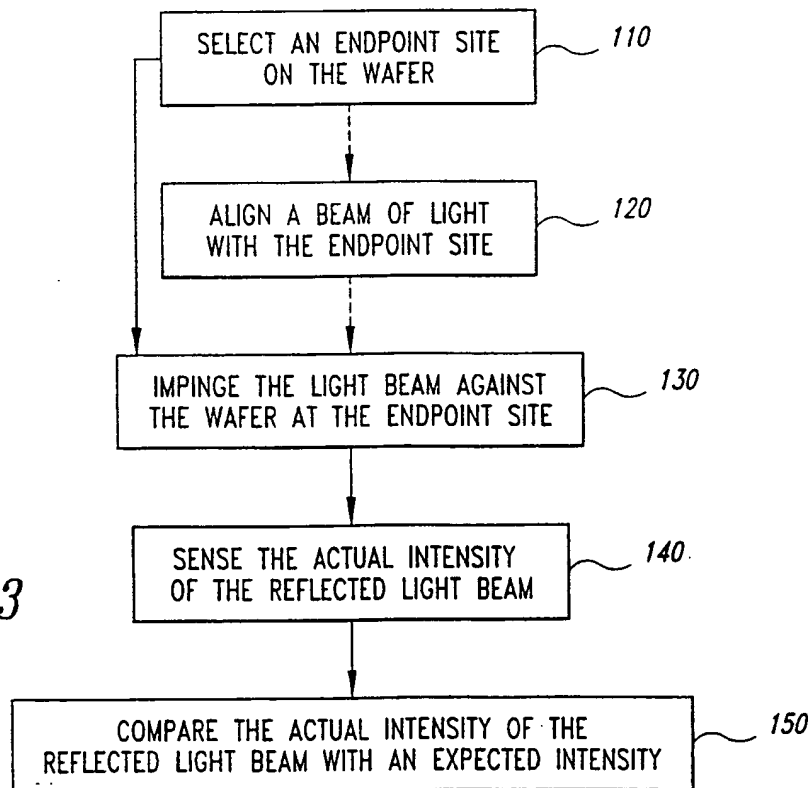 SELECT AN ENDPOINT SITE
ON THE WAFER
110
ALIGN A BEAM OF LIGHT
WITH THE ENDPOINT SITE
120
IMPINGE THE LIGHT BEAM AGAINST
THE WAFER AT THE ENDPOINT SITE
130
SENSE THE ACTUAL INTENSITY
OF THE REFLECTED LIGHT BEAM
140
3
COMPARE THE ACTUAL INTENSITY OF THE
REFLECTED LIGHT BEAM WITH AN EXPECTED INTENSITY
150